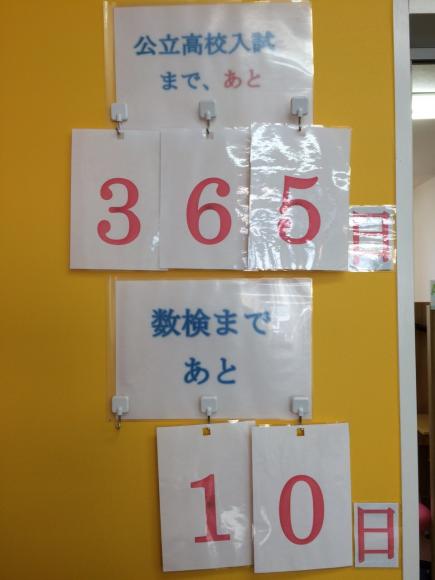 公立高校入試
まで、あと
365日
数検まで
あと
10日